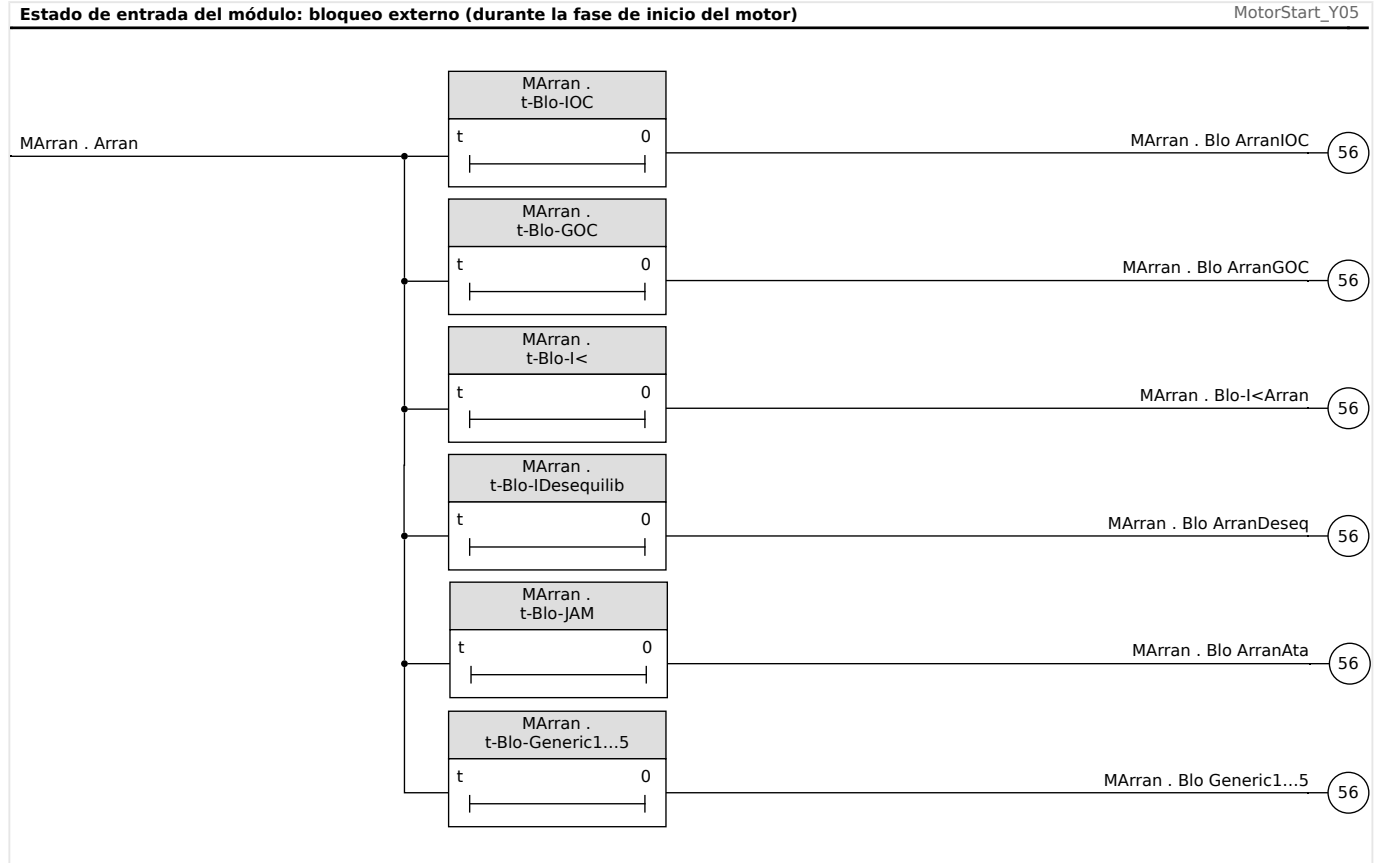 Estado de entrada del módulo: bloqueo externo (durante la fase de inicio del motor)
MotorStart_Y05
MArran .
t-Blo-IOC
MArran . Arran
t 0
MArran . Blo ArranIOC
56
MArran .
t-Blo-GOC
t 0
MArran . Blo ArranGOC
56
MArran .
t-Blo-I<
t 0
MArran . Blo-I<Arran
56
MArran .
t-Blo-IDesequilib
t 0
MArran . Blo ArranDeseq
56
MArran .
t-Blo-JAM
t 0
MArran . Blo ArranAta
56
MArran .
t-Blo-Generic1...5
t 0
MArran . Blo Generic1...5
56